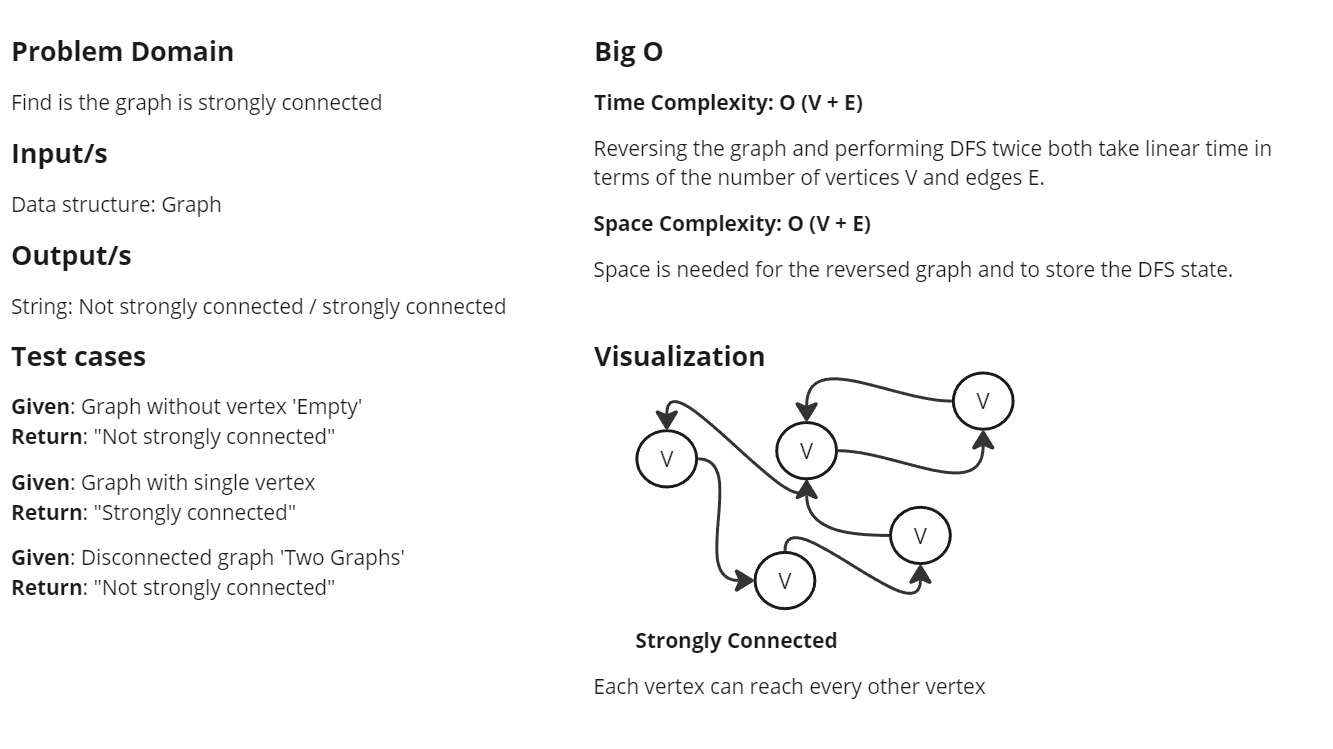 Problem Domain
Find is the graph is strongly connected
Input/s
Data structure: Graph
Output/s
String: Not strongly connected / strongly connected
Test cases
Given: Graph without vertex 'Empty'
Return: "Not strongly connected"
Given: Graph with single vertex
Return: "Strongly connected"
Given: Disconnected graph 'Two Graphs'
Return: "Not strongly connected"
Big O
Time Complexity: O (V + E)
Reversing the graph and performing DFS twice both take linear time in
terms of the number of vertices V and edges E.
Space Complexity: O (V + E)
Space is needed for the reversed graph and to store the DFS state.
Visualization
V
V
V
V
V
Strongly Connected
Each vertex can reach every other vertex